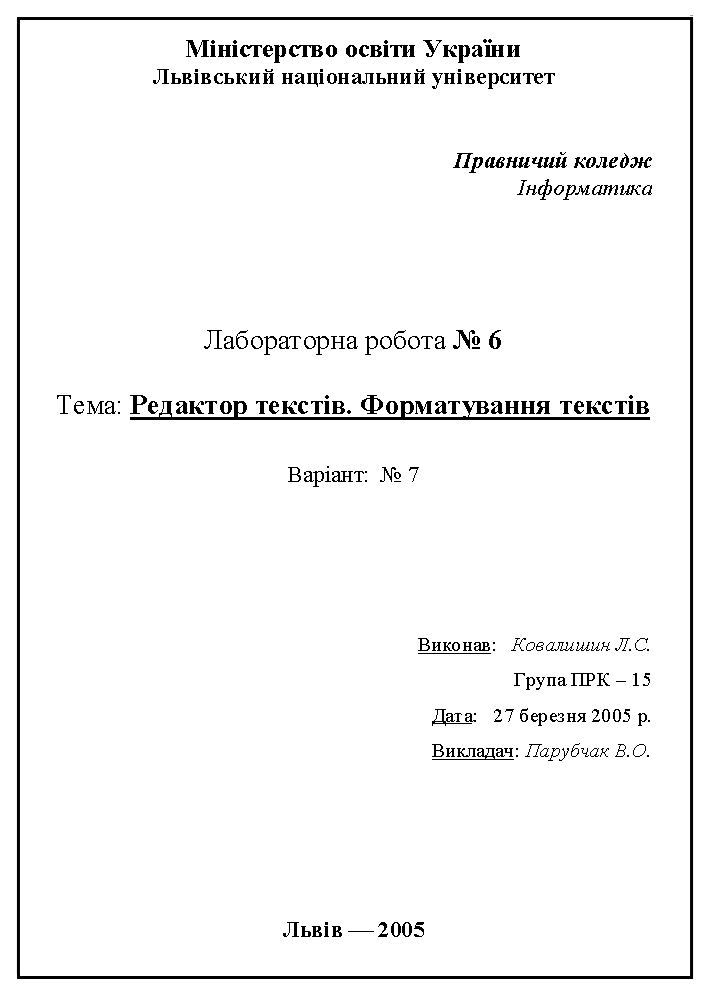 Міністерство освіти України
Львівський національний університет
Правничий коледж
Інформатика
Лабораторна робота № 6
Тема: Редактор текстів. Форматування текстів
Варіант: № 7
Виконав: Ковалишин Л.С.
Група ПРК – 15
Дата: 27 березня 2005 р.
Викладач: Парубчак В.О.
Львів — 2005